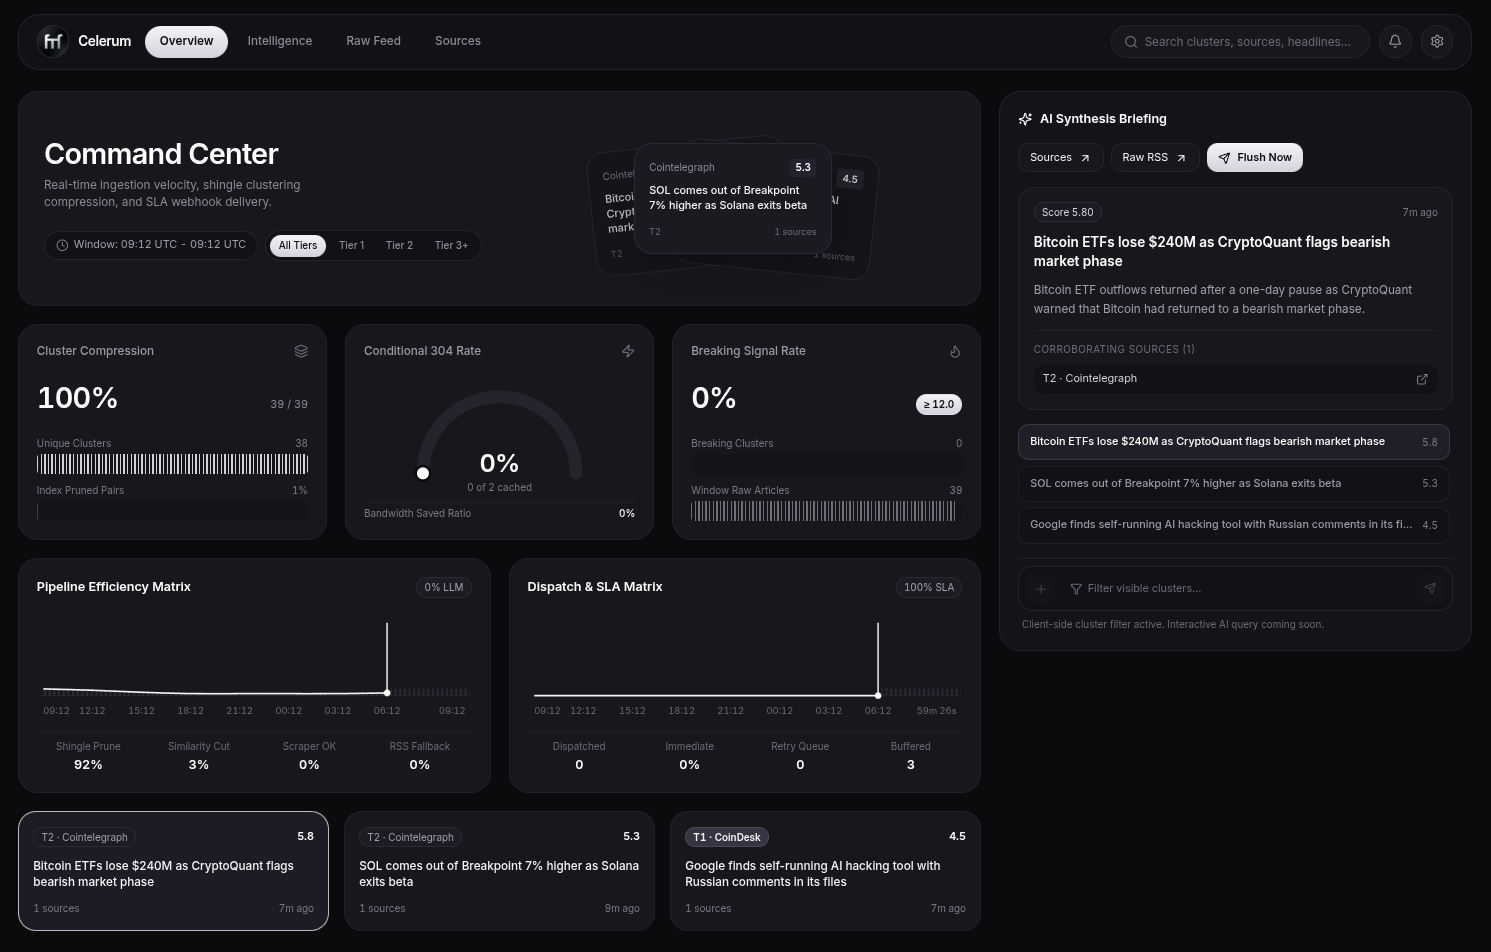 Celerum
Overview
Intelligence
Raw Feed
Sources
Search clusters, sources, headlines...
Command Center
Real-time ingestion velocity, shingle clustering
compression, and SLA webhook delivery.
Window: 09:12 UTC - 09:12 UTC
All Tiers
Tier 1
Tier 2
Tier 3+
Cointel
Bitcoi
Crypt
mark
T2
Cointelegraph
5.3
SOL comes out of Breakpoint
7% higher as Solana exits beta
T2
1 sources
4.5
AI
1 sources
Cluster Compression
100%
39 / 39
Unique Clusters
38
Index Pruned Pairs
1%
Conditional 304 Rate
0%
0 of 2 cached
Bandwidth Saved Ratio
0%
Breaking Signal Rate
0%
≥ 12.0
Breaking Clusters
0
Window Raw Articles
39
Pipeline Efficiency Matrix
0% LLM
09:12 12:12 15:12 18:12 21:12 00:12 03:12 06:12 09:12
Shingle Prune Similarity Cut Scraper OK RSS Fallback
92% 3% 0% 0%
Dispatch & SLA Matrix
100% SLA
09:12 12:12 15:12 18:12 21:12 00:12 03:12 06:12 59m 26s
Dispatched Immediate Retry Queue Buffered
0 0% 0 3
T2 · Cointelegraph
5.8
Bitcoin ETFs lose $240M as CryptoQuant flags
bearish market phase
1 sources
7m ago
T2 · Cointelegraph
5.3
SOL comes out of Breakpoint 7% higher as Solana
exits beta
1 sources
9m ago
T1 · CoinDesk
4.5
Google finds self-running AI hacking tool with
Russian comments in its files
1 sources
7m ago
AI Synthesis Briefing
Sources
Raw RSS
Flush Now
Score 5.80
7m ago
Bitcoin ETFs lose $240M as CryptoQuant flags bearish
market phase
Bitcoin ETF outflows returned after a one-day pause as CryptoQuant
warned that Bitcoin had returned to a bearish market phase.
CORROBORATING SOURCES (1)
T2 · Cointelegraph
Bitcoin ETFs lose $240M as CryptoQuant flags bearish market phase
5.8
SOL comes out of Breakpoint 7% higher as Solana exits beta
5.3
Google finds self-running AI hacking tool with Russian comments in its fi...
4.5
Filter visible clusters...
Client-side cluster filter active. Interactive AI query coming soon.